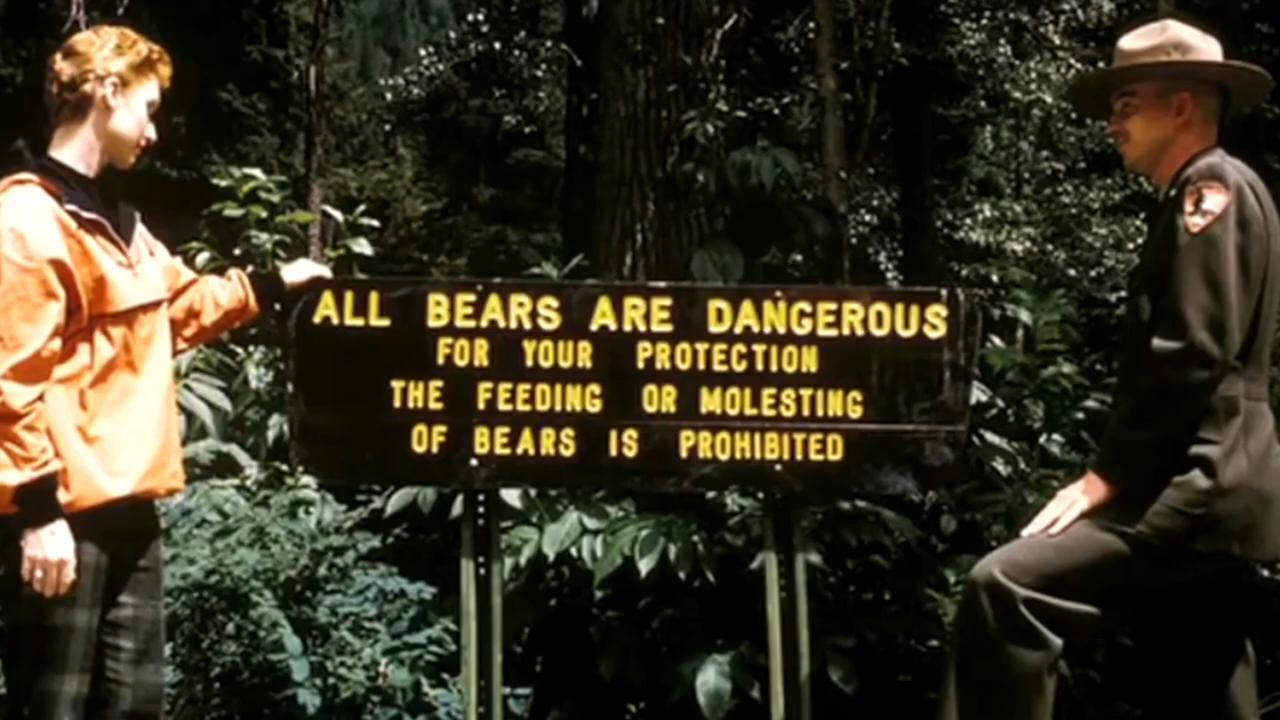 ALL BEARS ARE DANGEROUS
FOR YOUR PROTECTION
THE FEEDING OR MOLESTING
OF BEARS IS PROHIBITED